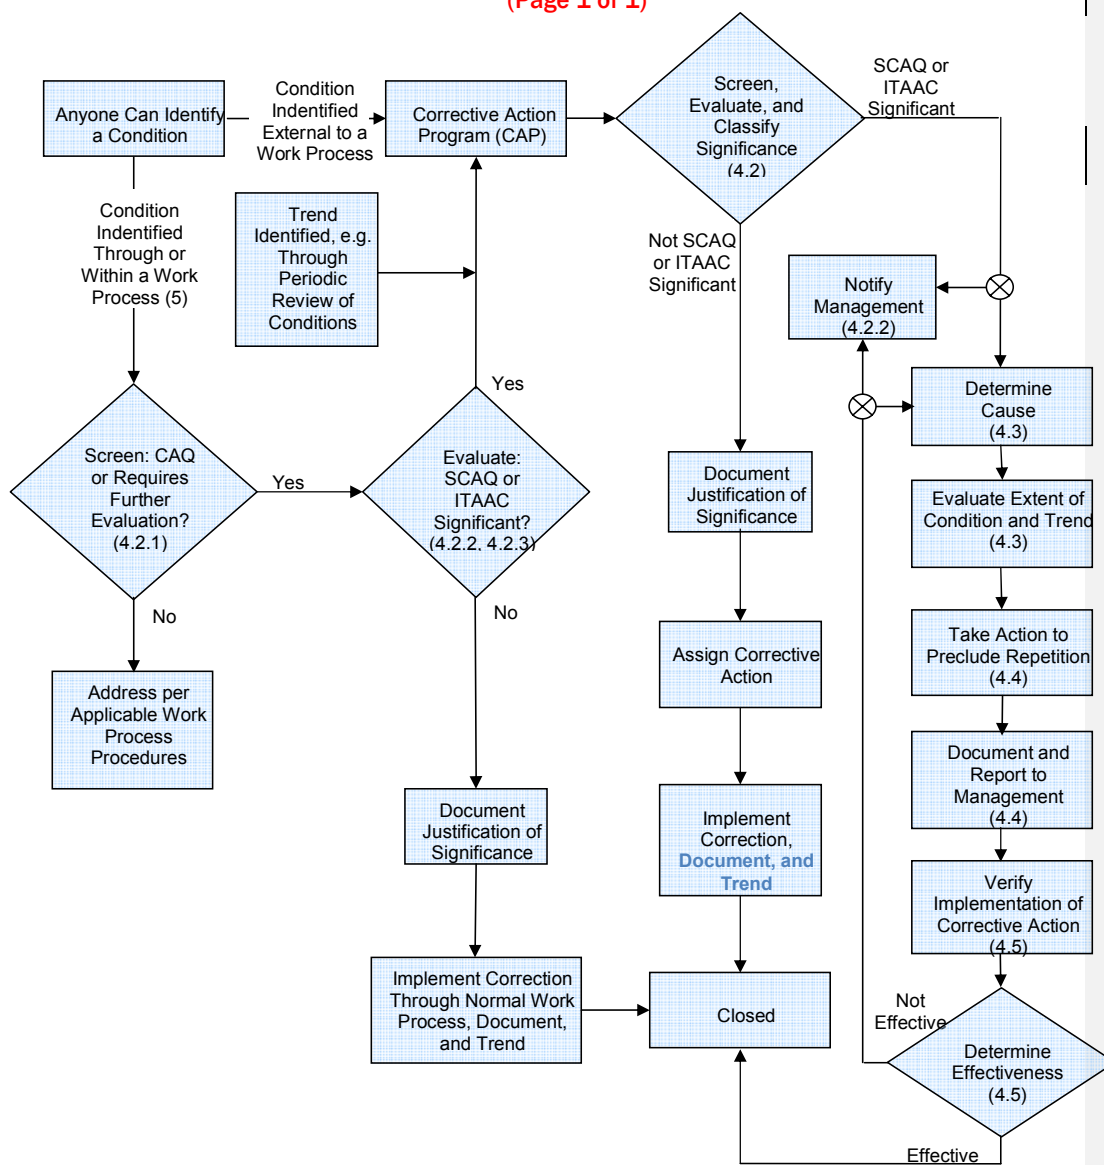 (Page 1 of 1)
Anyone Can Identify
a Condition
Condition
Indentified
External to a
Work Process
Corrective Action
Program (CAP)
Screen,
Evaluate, and
Classify
Significance
(4.2)
SCAQ or
ITAAC
Significant
Condition
Indentified
Through or
Within a Work
Process (5)
Trend
Identified, e.g.
Through
Periodic
Review of
Conditions
Not SCAQ
or ITAAC
Significant
Notify
Management
(4.2.2)
Determine
Cause
(4.3)
Yes
Screen: CAQ
or Requires
Further
Evaluation?
(4.2.1)
Yes
Evaluate:
SCAQ or
ITAAC
Significant?
(4.2.2, 4.2.3)
Document
Justification of
Significance
Evaluate Extent of
Condition and Trend
(4.3)
No
No
Address per
Applicable Work
Process
Procedures
Assign Corrective
Action
Take Action to
Preclude Repetition
(4.4)
Document and
Report to
Management
(4.4)
Document
Justification of
Significance
Implement
Correction,
Document, and
Trend
Verify
Implementation of
Corrective Action
(4.5)
Implement Correction
Through Normal Work
Process, Document,
and Trend
Closed
Not
Effective
Determine
Effectiveness
(4.5)
Effective